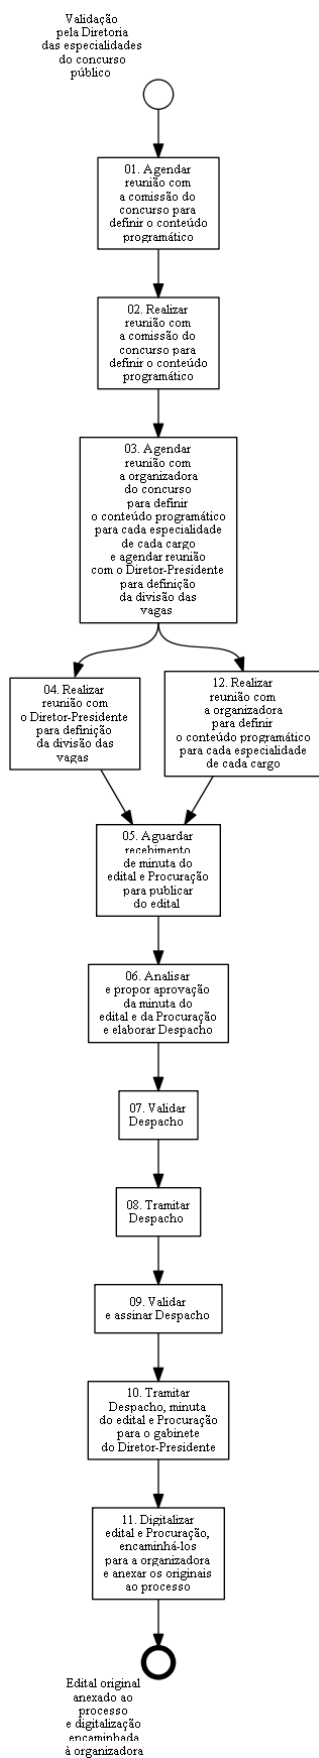 Validação
pela Diretoria
das especialidades
do concurso
público
01. Agendar
reunião com
a comissão do
concurso para
definir o conteúdo
programático
02. Realizar
reunião com
a comissão do
concurso para
definir o conteúdo
programático
03. Agendar
reunião com
a organizadora
do concurso
para definir
o conteúdo programático
para cada especialidade
de cada cargo
e agendar reunião
com o Diretor-Presidente
para definição
da divisão das
vagas
04. Realizar
reunião com
o Diretor-Presidente
para definição
da divisão das
vagas
12. Realizar
reunião com
a organizadora
para definir
o conteúdo programático
para cada especialidade
de cada cargo
05. Aguardar
recebimento
de minuta do
edital e Procuração
para publicar
do edital
06. Analisar
e propor aprovação
da minuta do
edital e da Procuração
e elaborar Despacho
07. Validar
Despacho
08. Tramitar
Despacho
09. Validar
e assinar Despacho
10. Tramitar
Despacho, minuta
do edital e Procuração
para o gabinete
do Diretor-Presidente
11. Digitalizar
edital e Procuração,
encaminhá-los
para a organizadora
e anexar os originais
ao processo
Edital original
anexado ao
processo
e digitalização
encaminhada
à organizadora